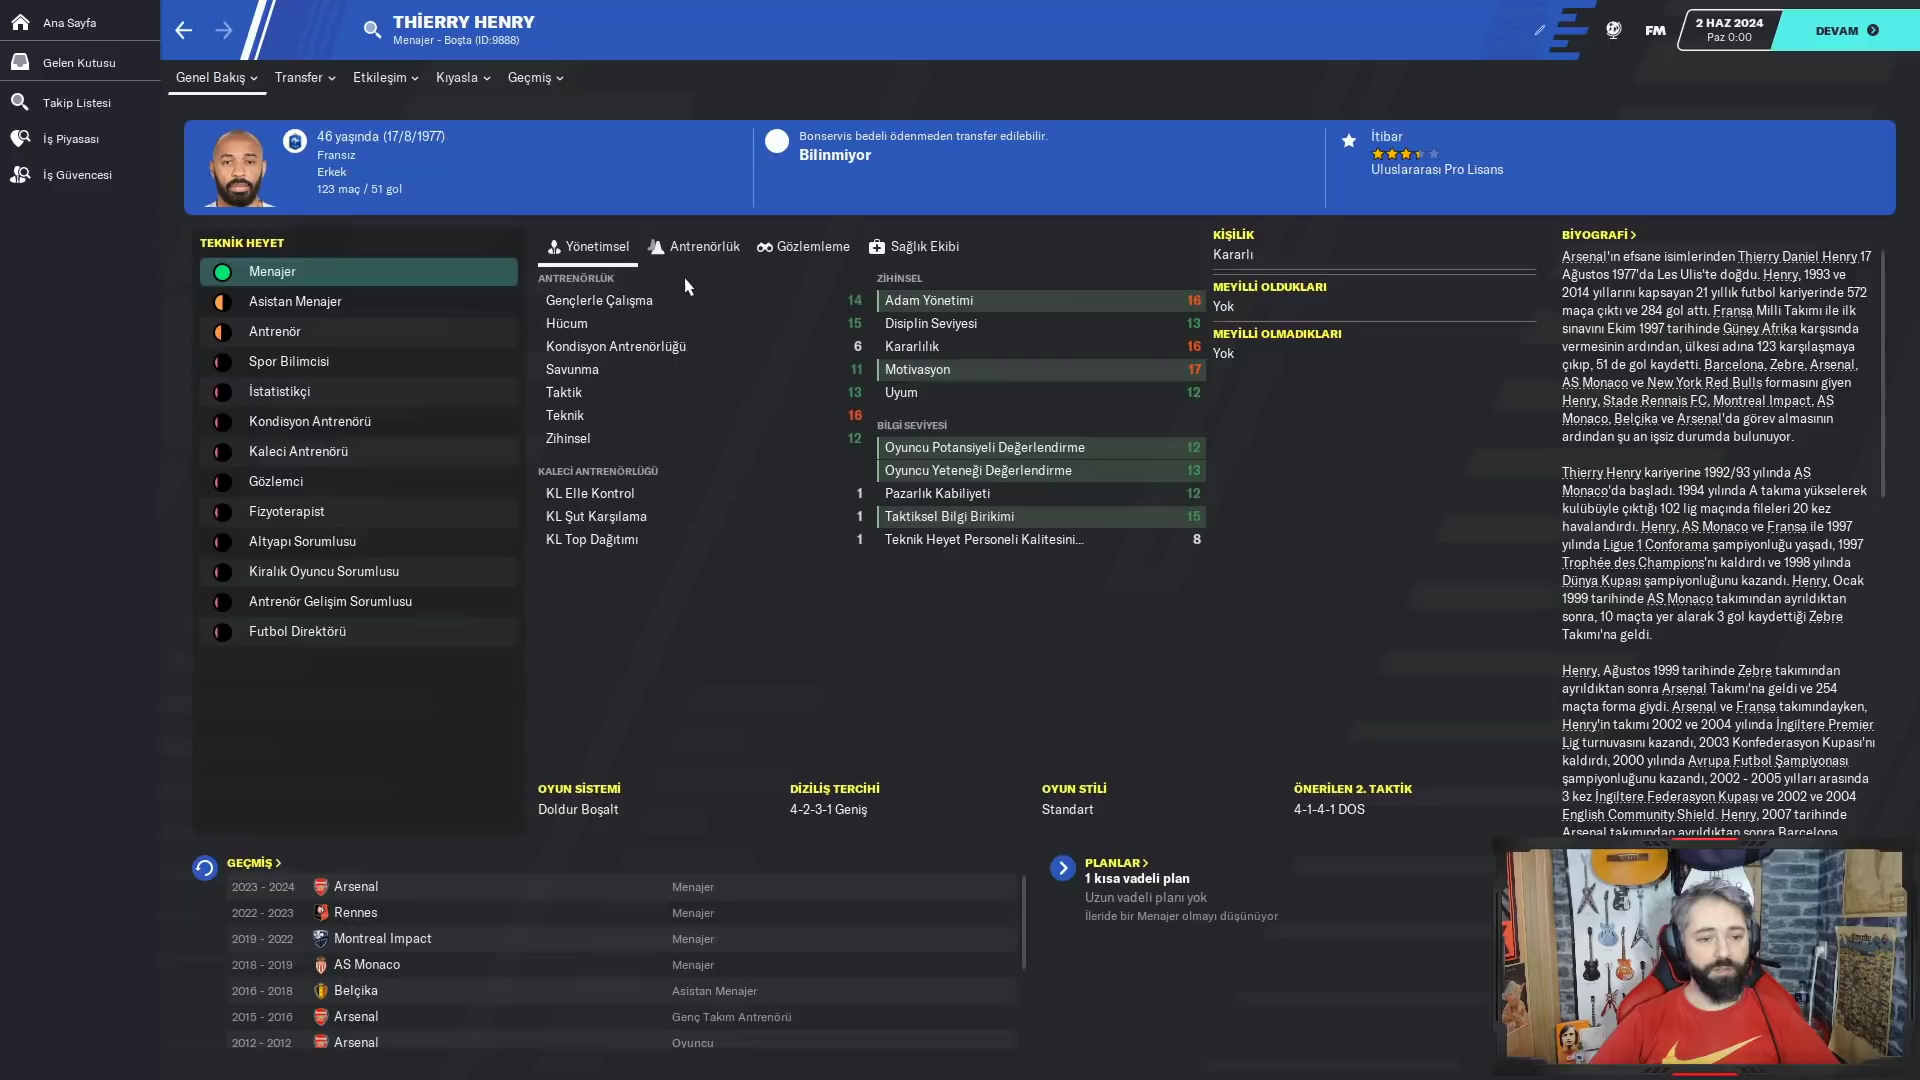 Ana Sayfa
Gelen Kutusu
Takip Listesi
İş Piyasası
İş Güvencesi
THİERRY HENRY
Menajer - Boşta (ID:9888)
FM
2 HAZ 2024
Paz 0:00
DEVAM
Genel Bakış
Transfer
Etkileşim
Kıyasla
Geçmiş
46 yaşında (17/8/1977)
Fransız
Erkek
123 maç / 51 gol
Bonservis bedeli ödenmeden transfer edilebilir.
Bilinmiyor
İtibar
Uluslararası Pro Lisans
TEKNİK HEYET
Menajer
Asistan Menajer
Antrenör
Spor Bilimcisi
İstatistikçi
Kondisyon Antrenörü
Kaleci Antrenörü
Gözlemci
Fizyoterapist
Altyapı Sorumlusu
Kiralık Oyuncu Sorumlusu
Antrenör Gelişim Sorumlusu
Futbol Direktörü
Yönetimsel
Antrenörlük
Gözlemleme
Sağlık Ekibi
ANTRENÖRLÜK
Gençlerle Çalışma 14
Hücum 15
Kondisyon Antrenörlüğü 6
Savunma 11
Taktik 13
Teknik 16
Zihinsel 12
KALECİ ANTRENÖRLÜĞÜ
KL Elle Kontrol 1
KL Şut Karşılama 1
KL Top Dağıtımı 1
ZİHİNSEL
Adam Yönetimi 16
Disiplin Seviyesi 13
Kararlılık 16
Motivasyon 17
Uyum 12
BİLGİ SEVİYESİ
Oyuncu Potansiyeli Değerlendirme 12
Oyuncu Yeteneği Değerlendirme 13
Pazarlık Kabiliyeti 12
Taktiksel Bilgi Birikimi 15
Teknik Heyet Personeli Kalitesini... 8
KİŞİLİK
Kararlı
MEYİLLİ OLDUKLARI
Yok
MEYİLLİ OLMADIKLARI
Yok
BİYOGRAFİ >
Arsenal'ın efsane isimlerinden Thierry Daniel Henry 17
Ağustos 1977'da Les Ulis'te doğdu. Henry, 1993 ve
2014 yıllarını kapsayan 21 yıllık futbol kariyerinde 572
maça çıktı ve 284 gol attı. Fransa Milli Takımı ile ilk
sınavını Ekim 1997 tarihinde Güney Afrika karşısında
vermesinin ardından, ülkesi adına 123 karşılaşmaya
çıkıp, 51 de gol kaydetti. Barcelona, Zebre, Arsenal,
AS Monaco ve New York Red Bulls formasını giyen
Henry, Stade Rennais FC, Montreal Impact, AS
Monaco, Belçika ve Arsenal'da görev almasının
ardından şu an işsiz durumda bulunuyor.
Thierry Henry kariyerine 1992/93 yılında AS
Monaco'da başladı. 1994 yılında A takıma yükselerek
kulübüyle çıktığı 102 lig maçında fileleri 20 kez
havalandırdı. Henry, AS Monaco ve Fransa ile 1997
yılında Ligue 1 Conforama şampiyonluğu yaşadı, 1997
Trophée des Champions'nı kaldırdı ve 1998 yılında
Dünya Kupası şampiyonluğunu kazandı. Henry, Ocak
1999 tarihinde AS Monaco takımından ayrıldıktan
sonra, 10 maçta yer alarak 3 gol kaydettiği Zebre
Takımı'na geldi.
Henry, Ağustos 1999 tarihinde Zebre takımından
ayrıldıktan sonra Arsenal Takımı'na geldi ve 254
maçta forma giydi. Arsenal ve Fransa takımındayken,
Henry'in takımı 2002 ve 2004 yılında İngiltere Premier
Lig turnuvasını kazandı, 2003 Konfederasyon Kupası'nı
kaldırdı, 2000 yılında Avrupa Futbol Şampiyonası
şampiyonluğunu kazandı, 2002 - 2005 yılları arasında
3 kez İngiltere Federasyon Kupası ve 2002 ve 2004
English Community Shield. Henry, 2007 tarihinde
Arsenal takımından ayrıldıktan sonra Barcelona
OYUN SİSTEMİ
Doldur Boşalt
DİZİLİŞ TERCİHİ
4-2-3-1 Geniş
OYUN STİLİ
Standart
ÖNERİLEN 2. TAKTİK
4-1-4-1 DOS
GEÇMİŞ >
2023 - 2024 Arsenal Menajer
2022 - 2023 Rennes Menajer
2019 - 2022 Montreal Impact Menajer
2018 - 2019 AS Monaco Menajer
2016 - 2018 Belçika Asistan Menajer
2015 - 2016 Arsenal Genç Takım Antrenörü
2012 - 2012 Arsenal Oyuncu
PLANLAR >
1 kısa vadeli plan
Uzun vadeli planı yok
İleride bir Menajer olmayı düşünüyor